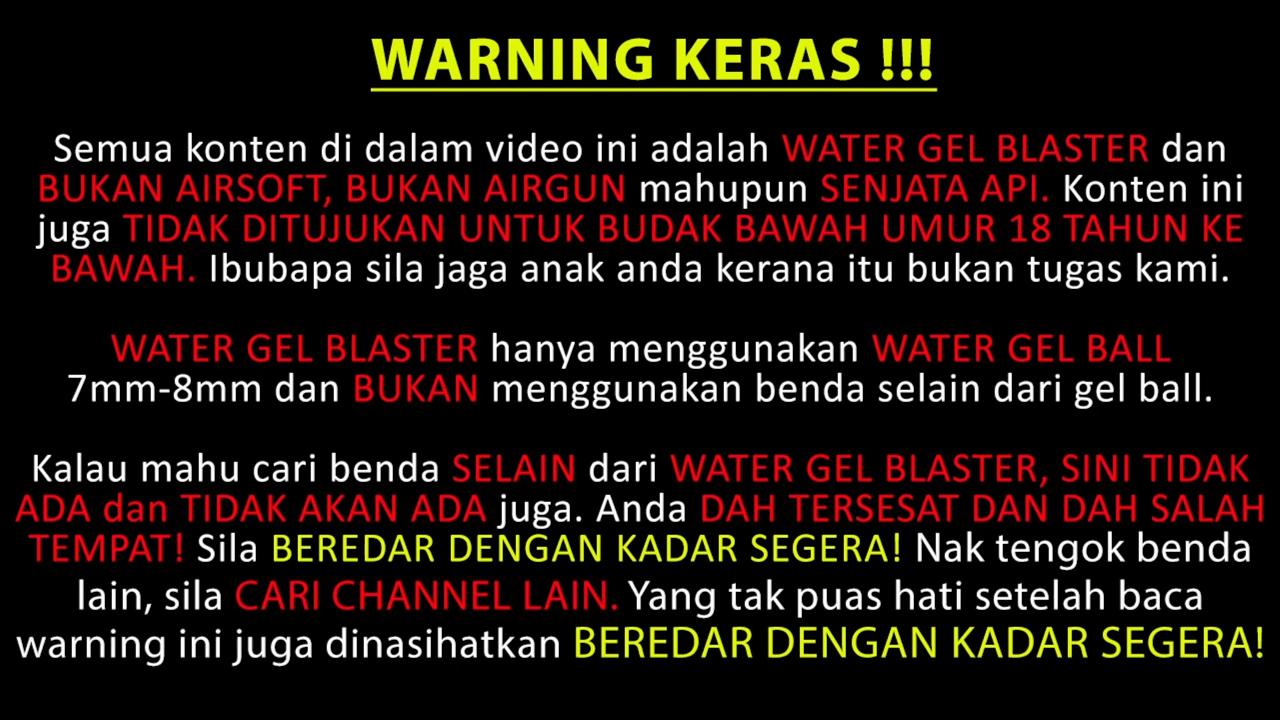 WARNING KERAS !!!
Semua konten di dalam video ini adalah WATER GEL BLASTER dan
BUKAN AIRSOFT, BUKAN AIRGUN mahupun SENJATA API. Konten ini
juga TIDAK DITUJUKAN UNTUK BUDAK BAWAH UMUR 18 TAHUN KE
BAWAH. Ibubapa sila jaga anak anda kerana itu bukan tugas kami.
WATER GEL BLASTER hanya menggunakan WATER GEL BALL
7mm-8mm dan BUKAN menggunakan benda selain dari gel ball.
Kalau mahu cari benda SELAIN dari WATER GEL BLASTER, SINI TIDAK
ADA dan TIDAK AKAN ADA juga. Anda DAH TERSESAT DAN DAH SALAH
TEMPAT! Sila BEREDAR DENGAN KADAR SEGERA! Nak tengok benda
lain, sila CARI CHANNEL LAIN. Yang tak puas hati setelah baca
warning ini juga dinasihatkan BEREDAR DENGAN KADAR SEGERA!